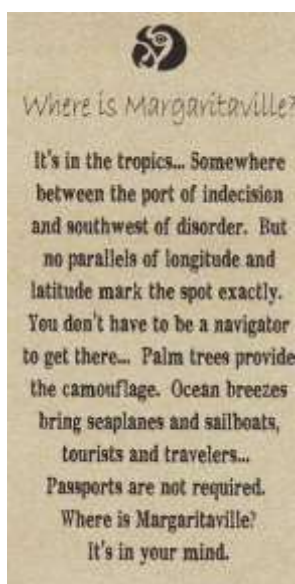 Where is Margaritaville?
It's in the tropics... Somewhere
between the port of indecision
and southwest of disorder. But
no parallels of longitude and
latitude mark the spot exactly.
You don't have to be a navigator
to get there... Palm trees provide
the camouflage. Ocean breezes
bring seaplanes and sailboats,
tourists and travelers...
Passports are not required.
Where is Margaritaville?
It's in your mind.